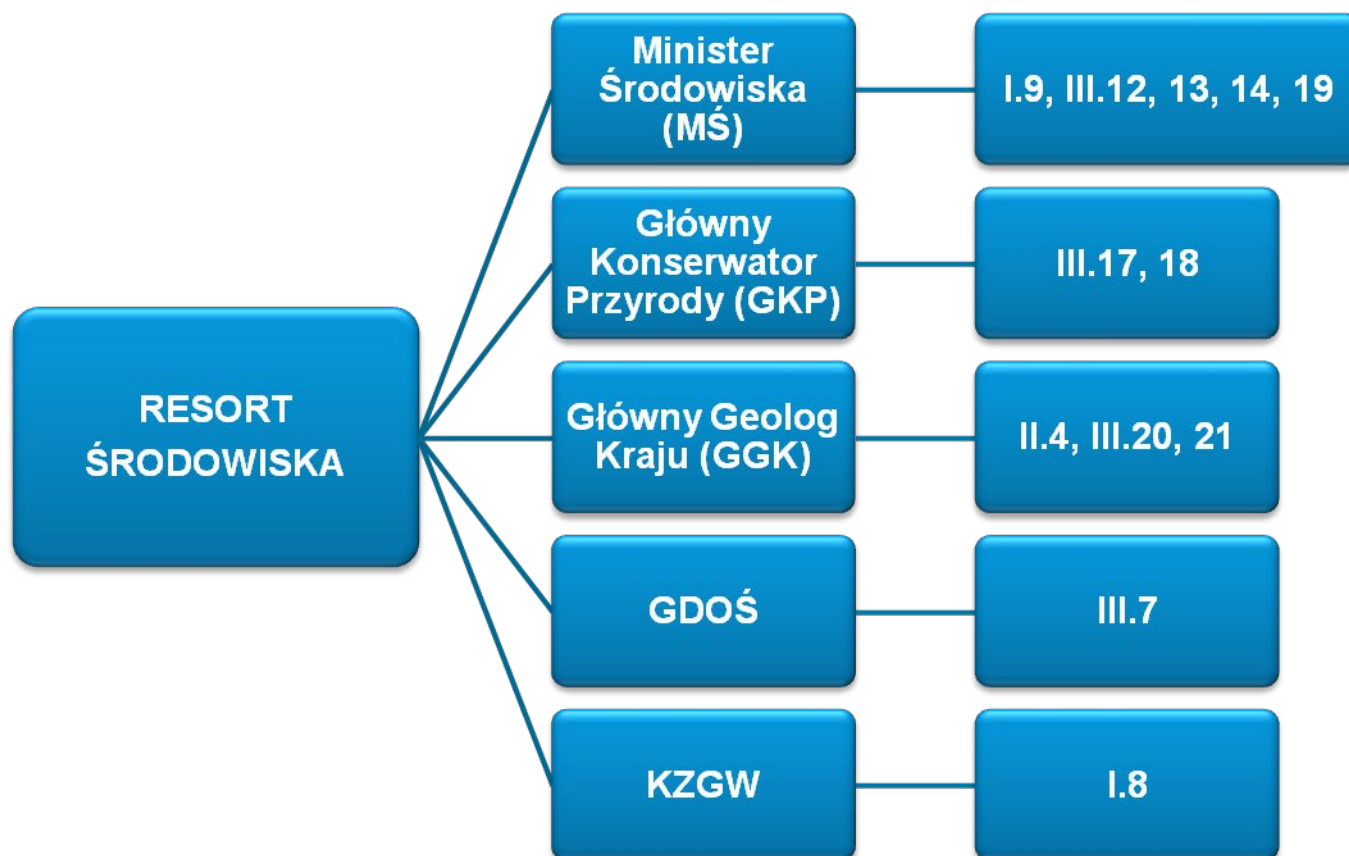 RESORT
ŚRODOWISKA
Minister
Środowiska
(MŚ)
I.9, III.12, 13, 14, 19
Główny
Konserwator
Przyrody (GKP)
III.17, 18
Główny Geolog
Kraju (GGK)
II.4, III.20, 21
GDOŚ
III.7
KZGW
I.8